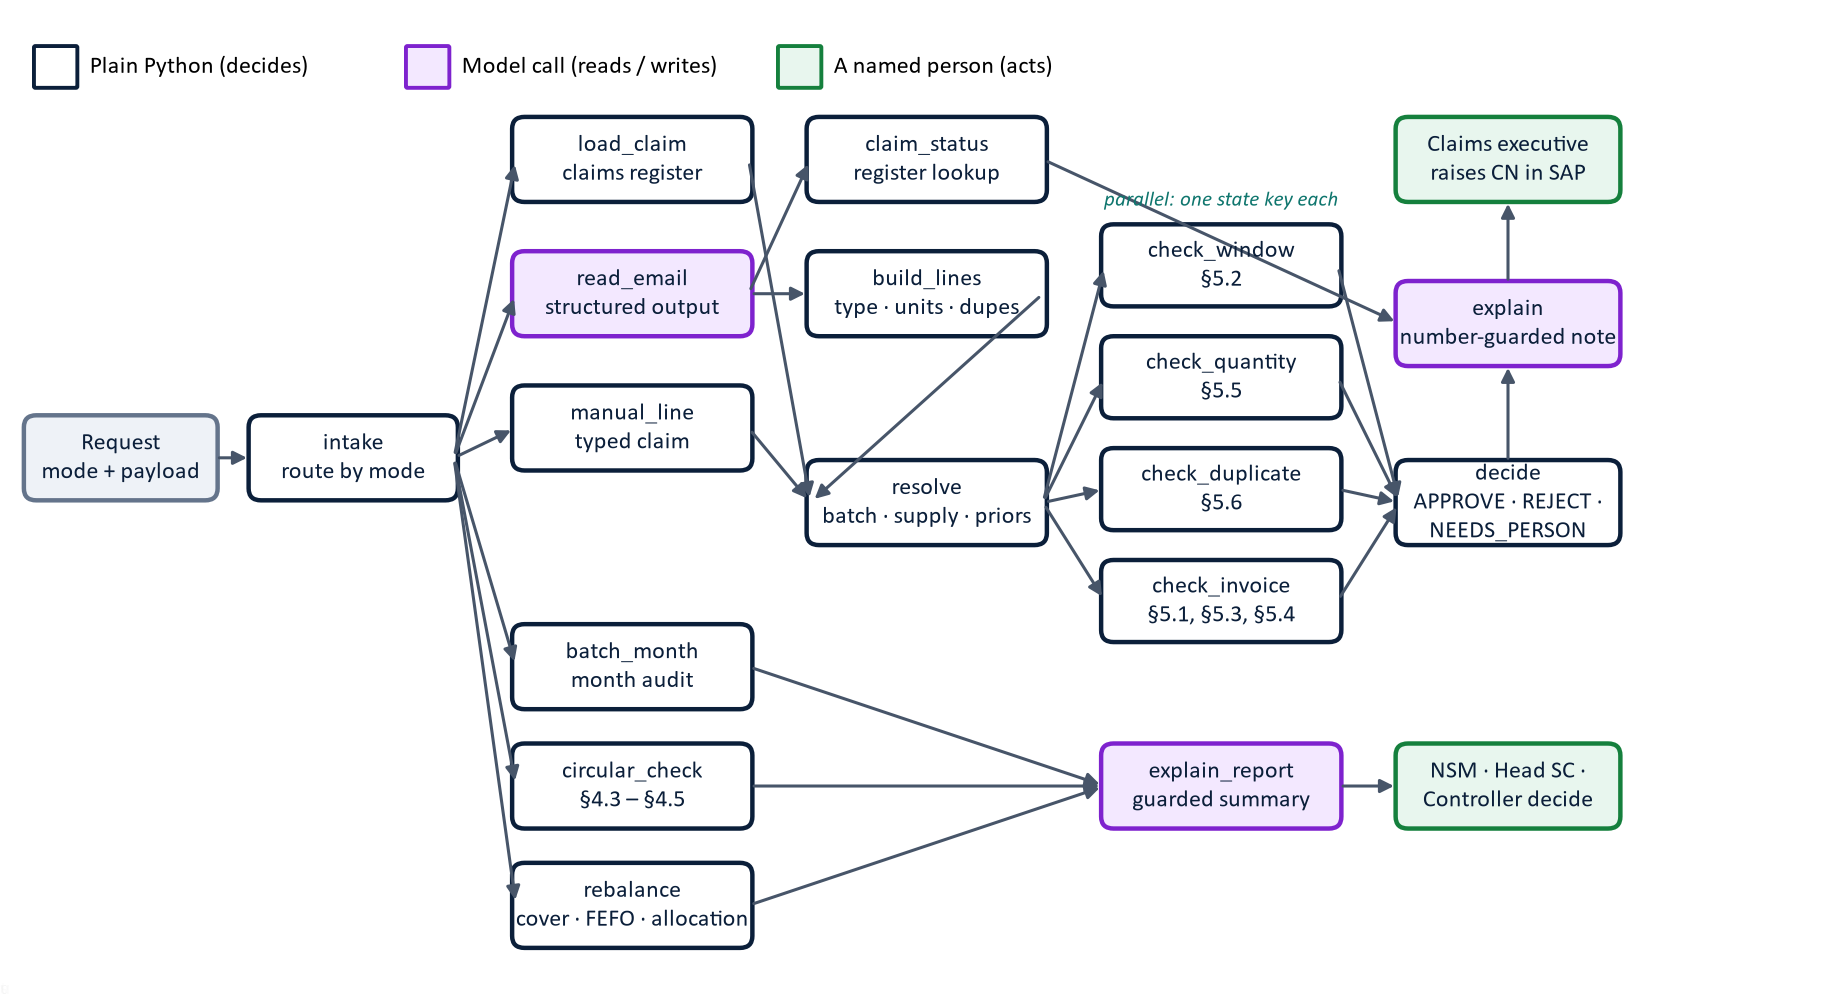 Plain Python (decides)
Model call (reads / writes)
A named person (acts)
load_claim
claims register
claim_status
register lookup
Claims executive
raises CN in SAP
parallel: one state key each
read_email
structured output
build_lines
type · units · dupes
check_window
§5.2
explain
number-guarded note
check_quantity
§5.5
manual_line
typed claim
Request
mode + payload
intake
route by mode
resolve
batch · supply · priors
check_duplicate
§5.6
decide
APPROVE · REJECT ·
NEEDS_PERSON
check_invoice
§5.1, §5.3, §5.4
batch_month
month audit
circular_check
§4.3 – §4.5
explain_report
guarded summary
NSM · Head SC ·
Controller decide
rebalance
cover · FEFO · allocation